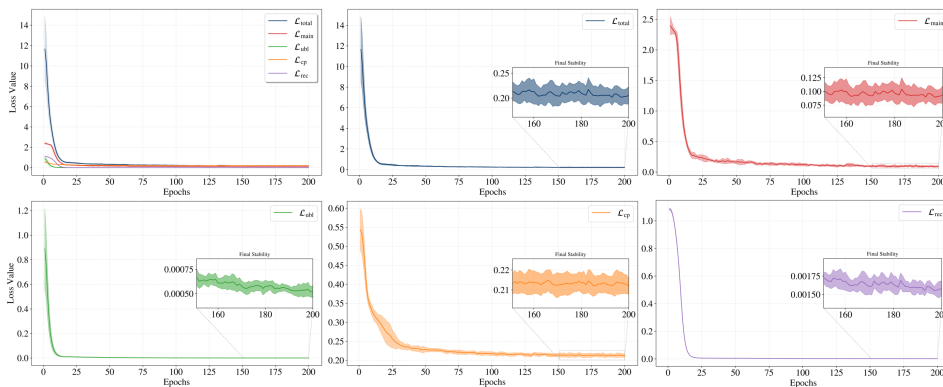 Loss Value
14
12
10
8
6
4
2
0
0 25 50 75 100 125 150 175 200
Epochs
ℒtotal
ℒmain
ℒubl
ℒcp
ℒrec
14
12
10
8
6
4
2
0
0 25 50 75 100 125 150 175 200
Epochs
ℒtotal
Final Stability
0.25
0.20
160 180 200
2.5
2.0
1.5
1.0
0.5
0.0
0 25 50 75 100 125 150 175 200
Epochs
ℒmain
Final Stability
0.125
0.100
0.075
160 180 200
Loss Value
1.2
1.0
0.8
0.6
0.4
0.2
0.0
0 25 50 75 100 125 150 175 200
Epochs
ℒubl
Final Stability
0.00075
0.00050
160 180 200
0.60
0.55
0.50
0.45
0.40
0.35
0.30
0.25
0.20
0 25 50 75 100 125 150 175 200
Epochs
ℒcp
Final Stability
0.22
0.21
160 180 200
1.0
0.8
0.6
0.4
0.2
0.0
0 25 50 75 100 125 150 175 200
Epochs
ℒrec
Final Stability
0.00175
0.00150
160 180 200